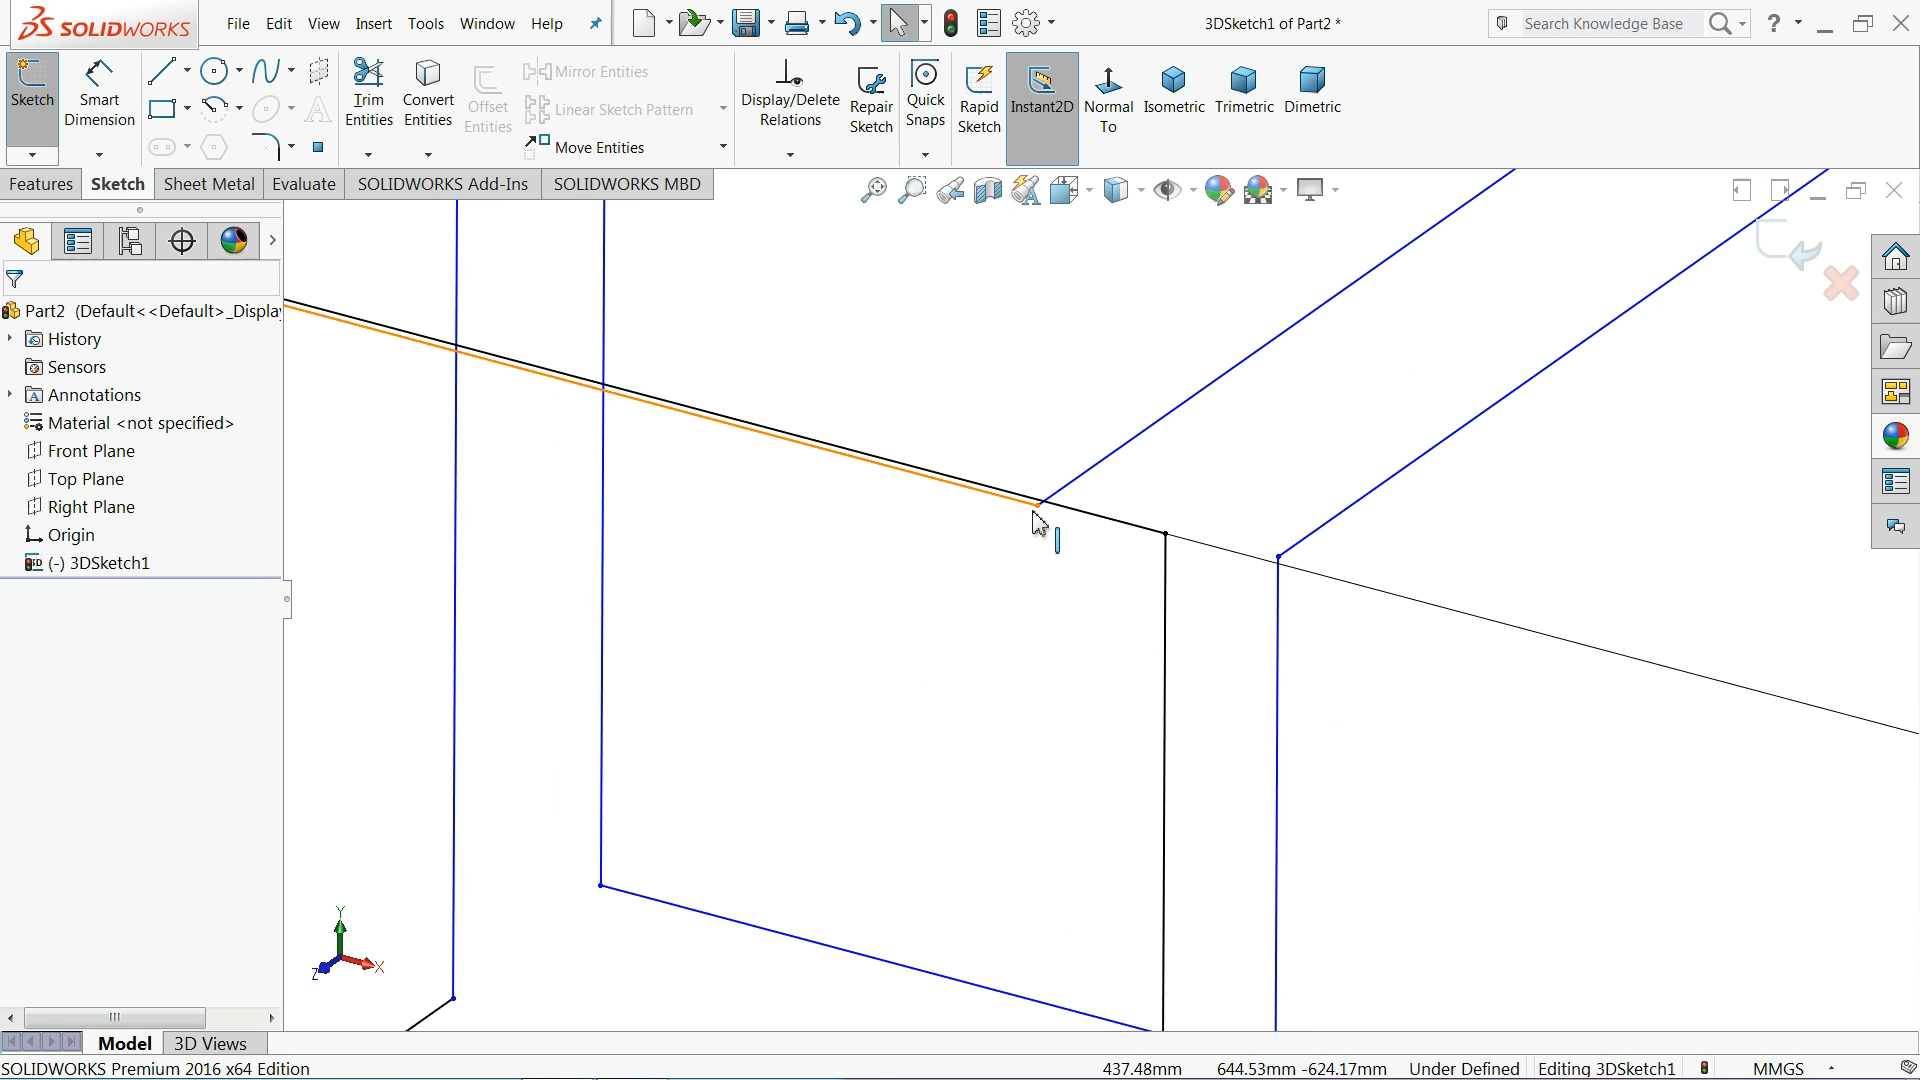 SOLIDWORKS
File Edit View Insert Tools Window Help
3DSketch1 of Part2 *
Search Knowledge Base
?
Sketch
Smart Dimension
Trim Entities
Convert Entities
Offset Entities
Mirror Entities
Linear Sketch Pattern
Move Entities
Display/Delete Relations
Repair Sketch
Quick Snaps
Rapid Sketch
Instant2D
Normal To
Isometric
Trimetric
Dimetric
Features Sketch Sheet Metal Evaluate SOLIDWORKS Add-Ins SOLIDWORKS MBD
Part2 (Default<<Default>_Displa
History
Sensors
Annotations
Material <not specified>
Front Plane
Top Plane
Right Plane
Origin
(-) 3DSketch1
Y
X
Z
Model 3D Views
SOLIDWORKS Premium 2016 x64 Edition
437.48mm 644.53mm -624.17mm Under Defined Editing 3DSketch1 MMGS